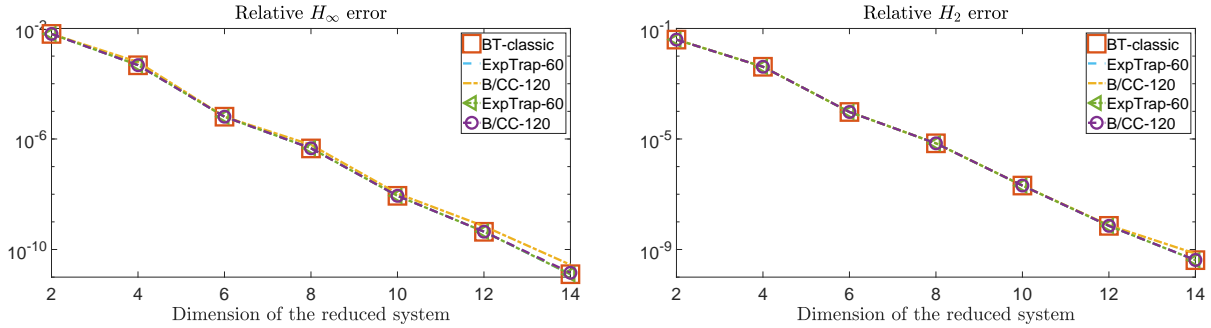 Relative $H_\infty$ error
10^{-2}
10^{-6}
10^{-10}
BT-classic
ExpTrap-60
B/CC-120
ExpTrap-60
B/CC-120
2 4 6 8 10 12 14
Dimension of the reduced system
Relative $H_2$ error
10^{-1}
10^{-5}
10^{-9}
BT-classic
ExpTrap-60
B/CC-120
ExpTrap-60
B/CC-120
2 4 6 8 10 12 14
Dimension of the reduced system